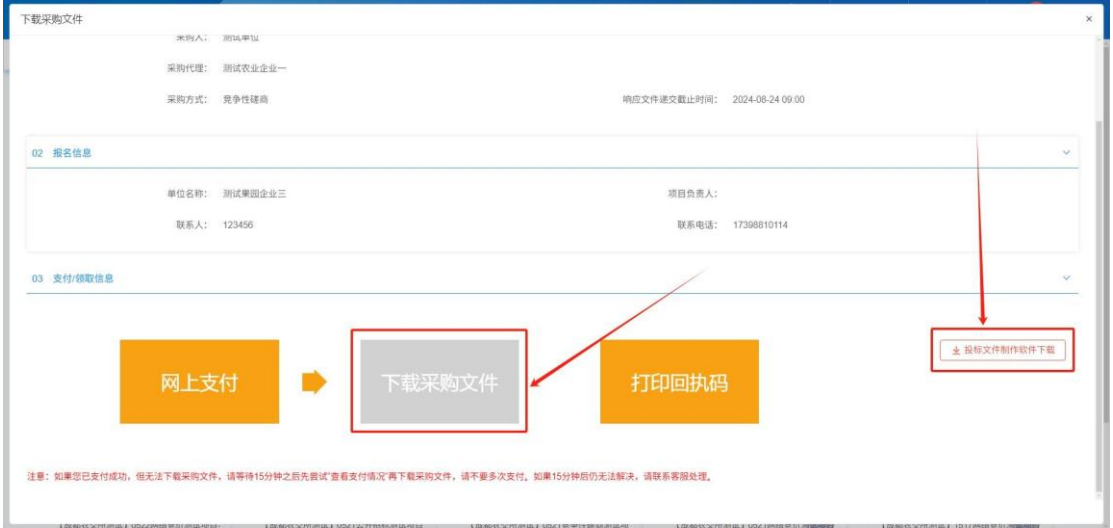 下载采购文件
采购人： 测试单位
采购代理： 测试农业企业一
采购方式： 竞争性磋商 响应文件递交截止时间： 2024-08-24 09:00
02 报名信息
单位名称： 测试果园企业三 项目负责人：
联系人： 123456 联系电话： 17398810114
03 支付/领取信息
投标文件制作软件下载
网上支付 下载采购文件 打印回执码
注意：如果您已支付成功，但无法下载采购文件，请等待15分钟之后先尝试“查看支付情况”再下载采购文件，请不要多次支付。如果15分钟后仍无法解决，请联系客服处理。